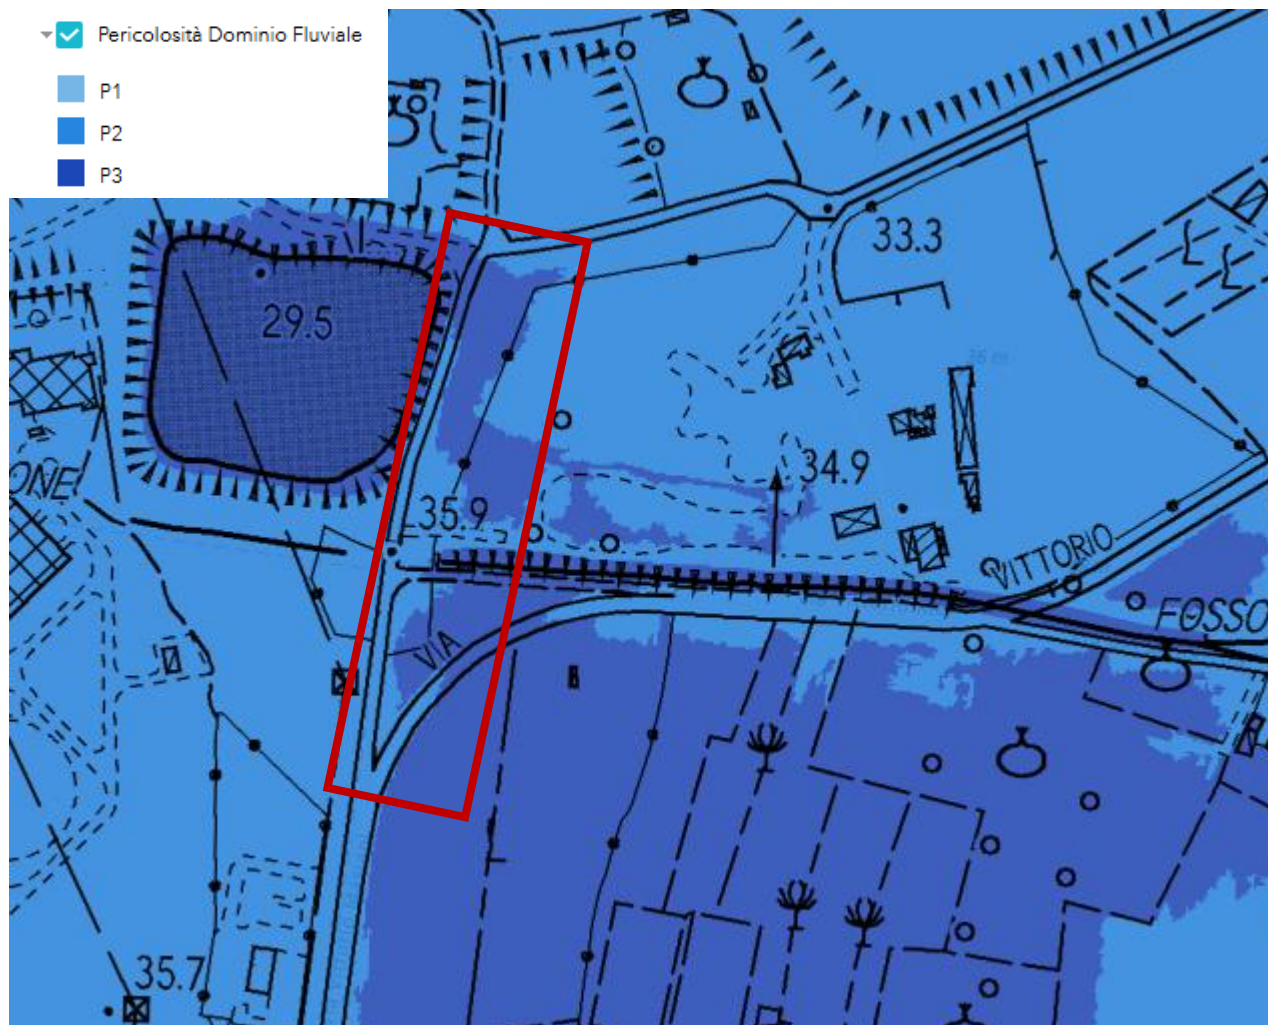 Pericolosità Dominio Fluviale
P1
P2
P3
33.3
29.5
34.9
35.9
ONE
VITTORIO
FOSSO
VIA
35.7